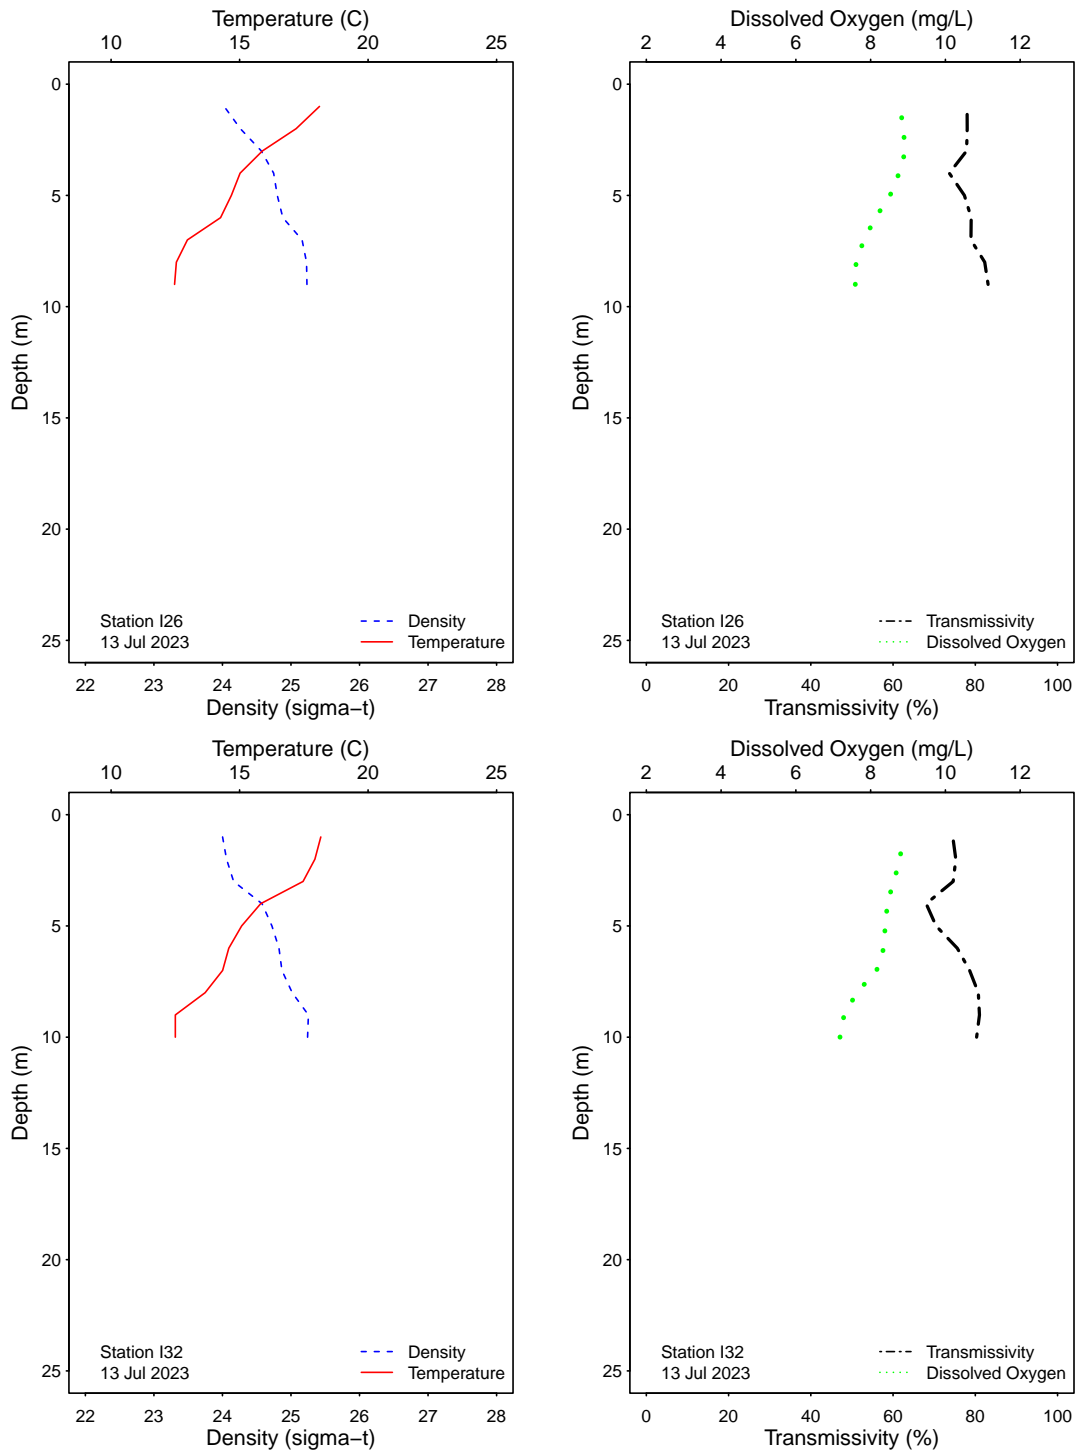 Temperature (C)
10 15 20 25
0
5
10
15
20
25
Depth (m)
Station I26
13 Jul 2023
Density
Temperature
22 23 24 25 26 27 28
Density (sigma−t)
Dissolved Oxygen (mg/L)
2 4 6 8 10 12
0
5
10
15
20
25
Depth (m)
Station I26
13 Jul 2023
Transmissivity
Dissolved Oxygen
0 20 40 60 80 100
Transmissivity (%)
Temperature (C)
10 15 20 25
0
5
10
15
20
25
Depth (m)
Station I32
13 Jul 2023
Density
Temperature
22 23 24 25 26 27 28
Density (sigma−t)
Dissolved Oxygen (mg/L)
2 4 6 8 10 12
0
5
10
15
20
25
Depth (m)
Station I32
13 Jul 2023
Transmissivity
Dissolved Oxygen
0 20 40 60 80 100
Transmissivity (%)